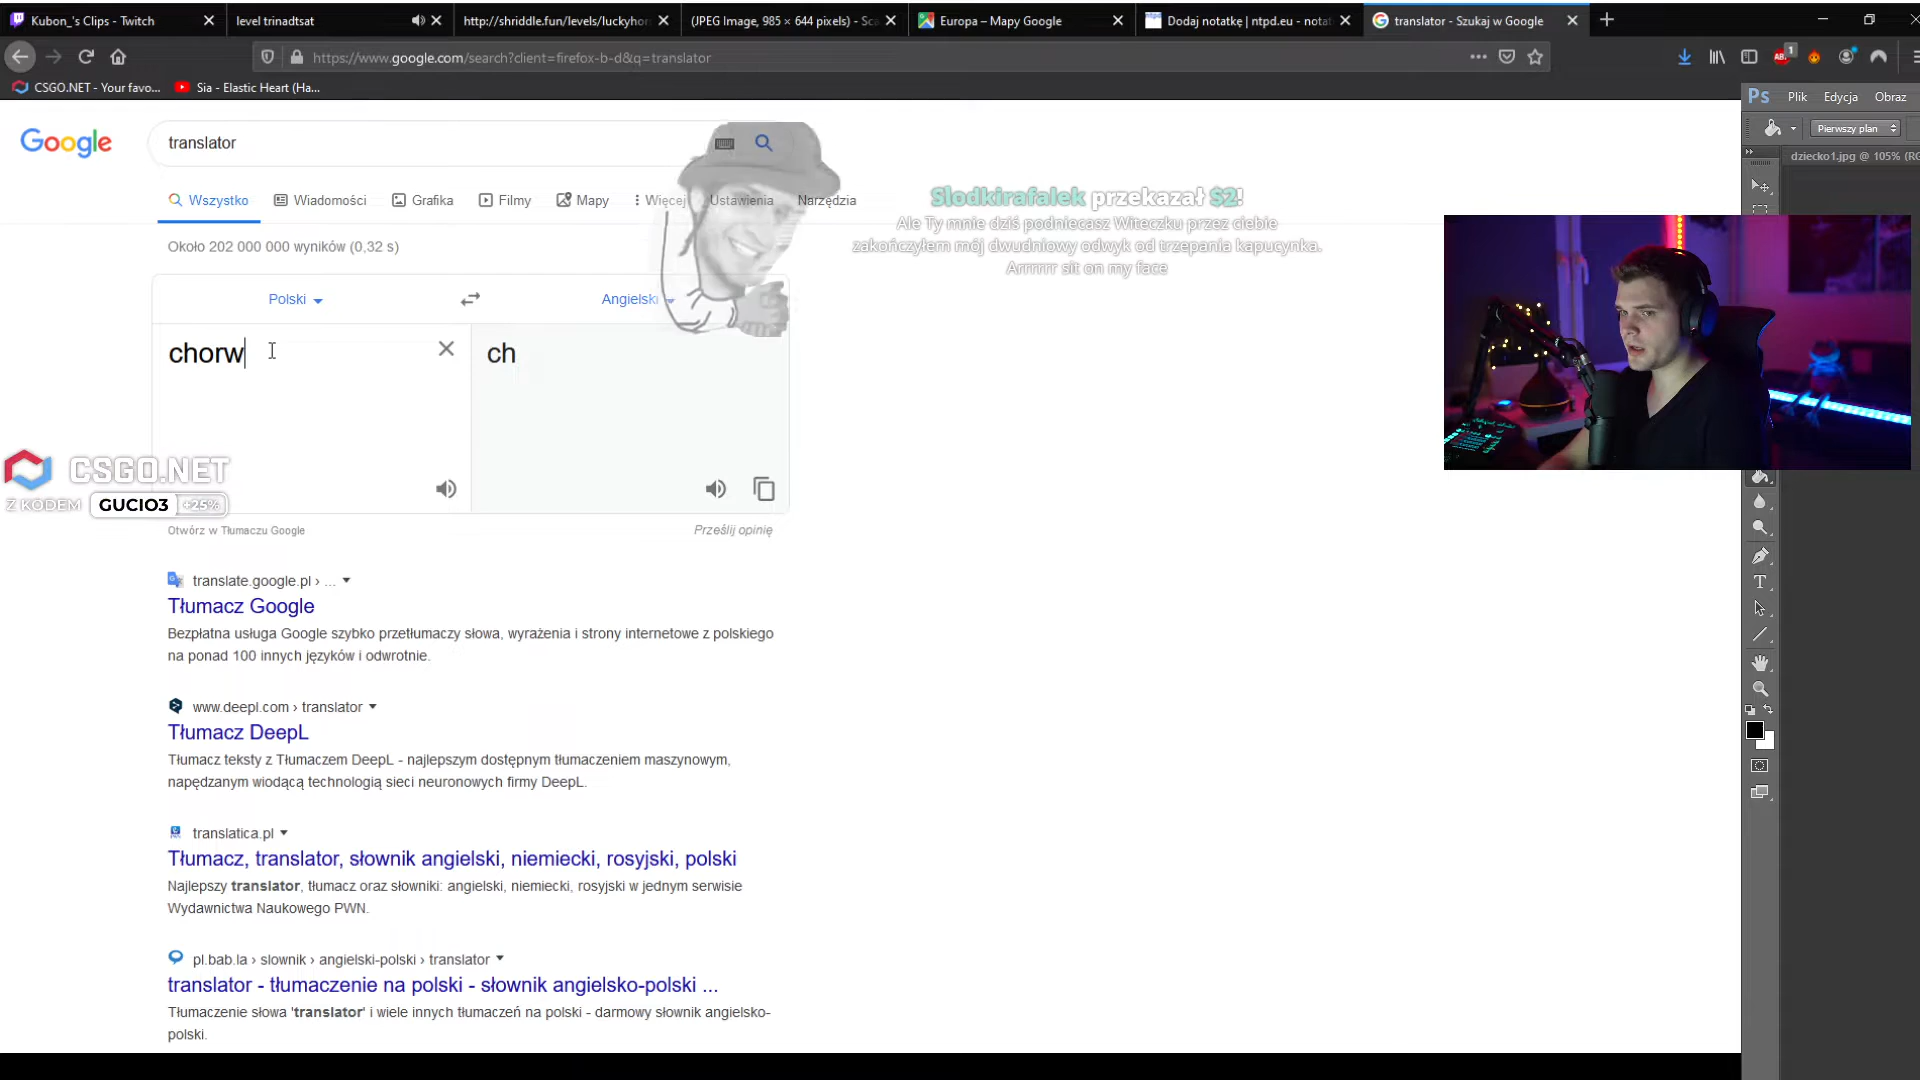 Kubon_'s Clips - Twitch
level trinadtsat
http://shriddle.fun/levels/luckyhor
(JPEG Image, 985 × 644 pixels) - Sca
Europa – Mapy Google
Dodaj notatkę | ntpd.eu - notat
translator - Szukaj w Google
https://www.google.com/search?client=firefox-b-d&q=translator
1
CSGO.NET - Your favo...
Sia - Elastic Heart (Ha...
Ps
Plik
Edycja
Obraz
Pierwszy plan
dziecko1.jpg @ 105% (RG
Google
translator
Wszystko
Wiadomości
Grafika
Filmy
Mapy
Więcej
Ustawienia
Narzędzia
Około 202 000 000 wyników (0,32 s)
Slodkirafalek przekazał $2!
Ale Ty mnie dziś podniecasz Witeczku przez ciebie
zakończyłem mój dwudniowy odwyk od trzepania kapucynka.
Arrrrrr sit on my face
Polski
Angielski
chorw
ch
CSGO.NET
Z KODEM GUCIO3 +25%
Otwórz w Tłumaczu Google
Prześlij opinię
translate.google.pl › ...
Tłumacz Google
Bezpłatna usługa Google szybko przetłumaczy słowa, wyrażenia i strony internetowe z polskiego
na ponad 100 innych języków i odwrotnie.
www.deepl.com › translator
Tłumacz DeepL
Tłumacz teksty z Tłumaczem DeepL - najlepszym dostępnym tłumaczeniem maszynowym,
napędzanym wiodącą technologią sieci neuronowych firmy DeepL.
translatica.pl
Tłumacz, translator, słownik angielski, niemiecki, rosyjski, polski
Najlepszy translator, tłumacz oraz słowniki: angielski, niemiecki, rosyjski w jednym serwisie
Wydawnictwa Naukowego PWN.
pl.bab.la › slownik › angielski-polski › translator
translator - tłumaczenie na polski - słownik angielsko-polski ...
Tłumaczenie słowa 'translator' i wiele innych tłumaczeń na polski - darmowy słownik angielsko-
polski.